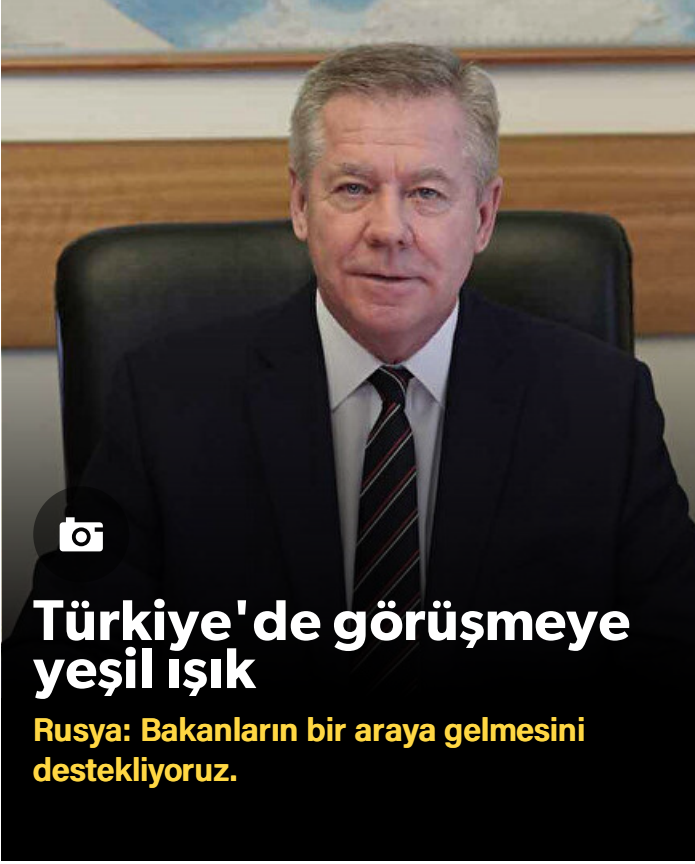 Türkiye'de görüşmeye
yeşil ışık
Rusya: Bakanların bir araya gelmesini
destekliyoruz.